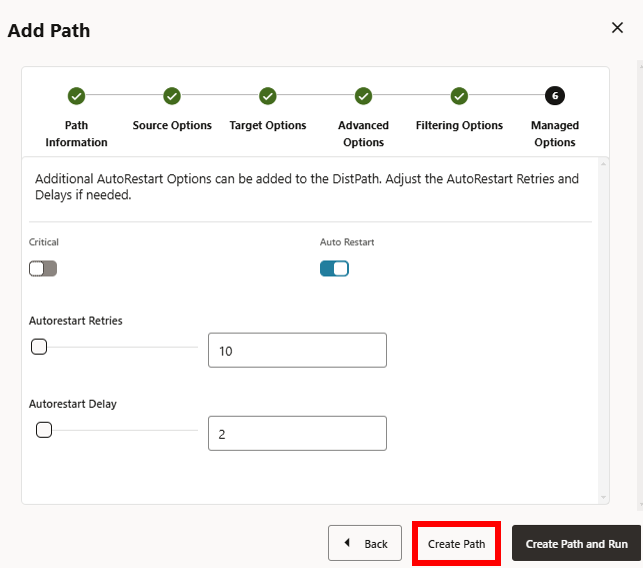 Add Path
6
Path Information
Source Options
Target Options
Advanced Options
Filtering Options
Managed Options
Additional AutoRestart Options can be added to the DistPath. Adjust the AutoRestart Retries and
Delays if needed.
Critical
Auto Restart
Autorestart Retries
10
Autorestart Delay
2
Back
Create Path
Create Path and Run